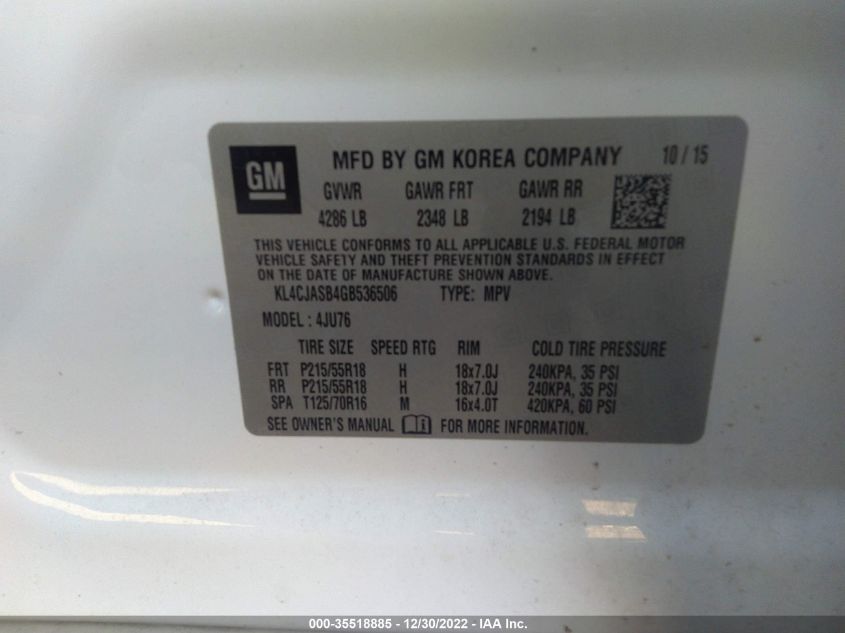 GM
MFD BY GM KOREA COMPANY 10 / 15
GVWR GAWR FRT GAWR RR
4286 LB 2348 LB 2194 LB
THIS VEHICLE CONFORMS TO ALL APPLICABLE U.S. FEDERAL MOTOR
VEHICLE SAFETY AND THEFT PREVENTION STANDARDS IN EFFECT
ON THE DATE OF MANUFACTURE SHOWN ABOVE.
KL4CJASB4GB536506 TYPE: MPV
MODEL : 4JU76
TIRE SIZE SPEED RTG RIM COLD TIRE PRESSURE
FRT P215/55R18 H 18x7.0J 240KPA, 35 PSI
RR P215/55R18 H 18x7.0J 240KPA, 35 PSI
SPA T125/70R16 M 16x4.0T 420KPA, 60 PSI
SEE OWNER'S MANUAL i FOR MORE INFORMATION.
000-35518885 - 12/30/2022 - IAA Inc.